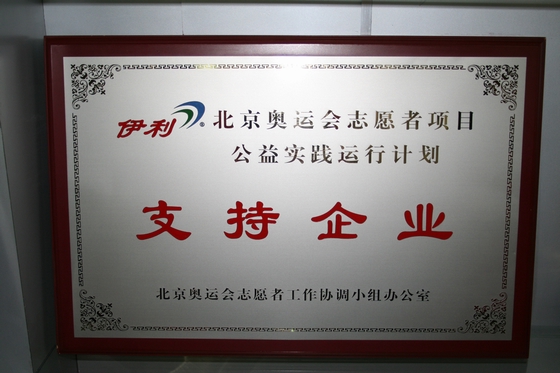 伊利® 北京奥运会志愿者项目
公益实践运行计划
支持企业
北京奥运会志愿者工作协调小组办公室